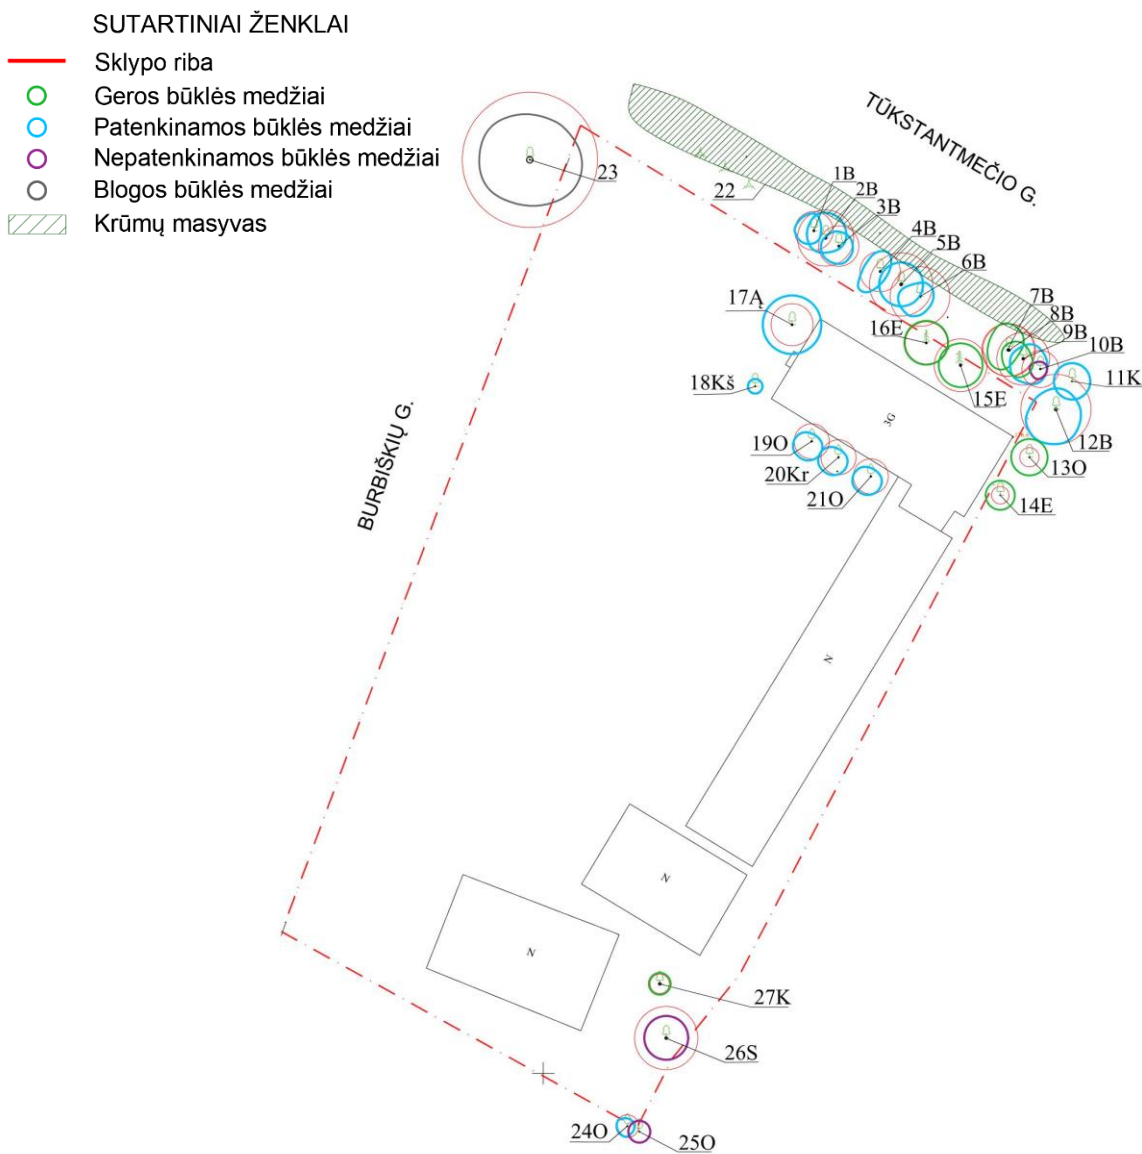 SUTARTINIAI ŽENKLAI
Sklypo riba
Geros būklės medžiai
Patenkinamos būklės medžiai
Nepatenkinamos būklės medžiai
Blogos būklės medžiai
Krūmų masyvas
TŪKSTANTMEČIO G.
BURBIŠKIŲ G.
23
22
1B
2B
3B
4B
5B
6B
7B
8B
9B
10B
11K
12B
13O
14E
15E
16E
17Ą
18Kš
19O
20Kr
21O
3G
N
N
N
27K
26S
24O
25O